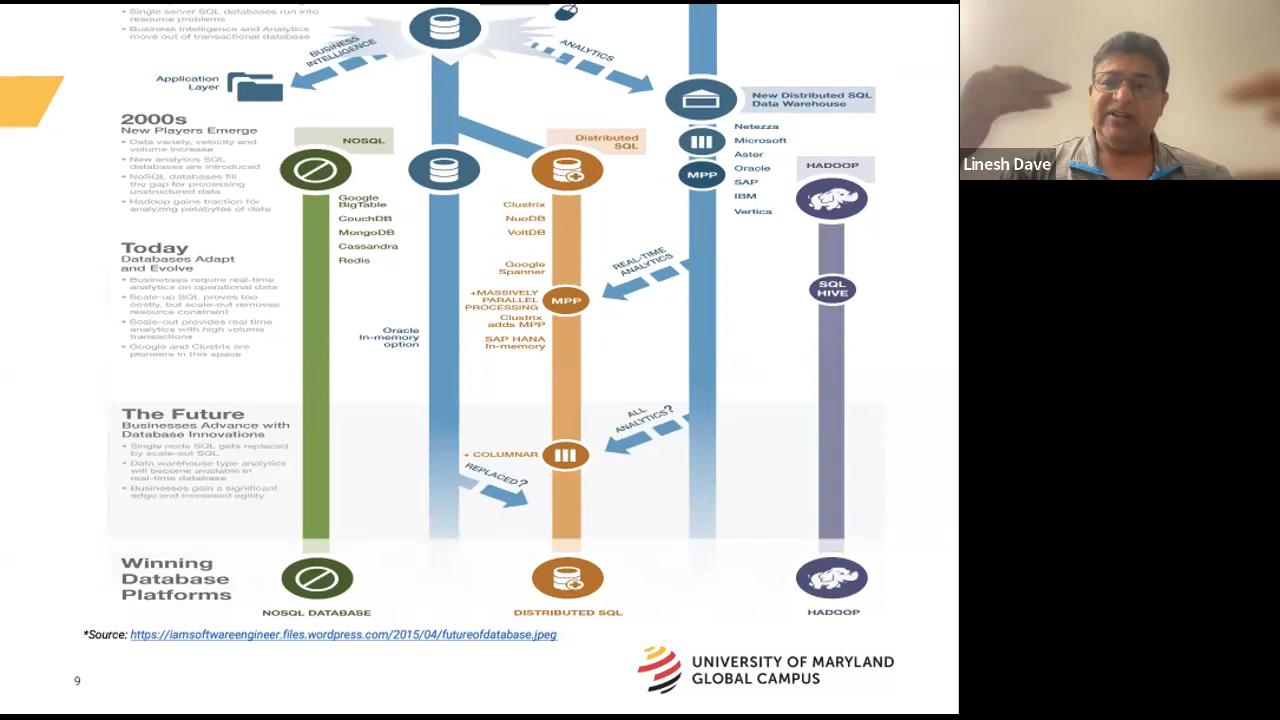 • Single server SQL databases run into
resource problems
• Business Intelligence and Analytics
move out of transactional database
BUSINESS
INTELLIGENCE
ANALYTICS
Application
Layer
New Distributed SQL
Data Warehouse
2000s
New Players Emerge
• Data variety, velocity and
volume increase
• New analytics SQL
databases are introduced
• NoSQL databases fill
the gap for processing
unstructured data
• Hadoop gains traction for
analyzing petabytes of data
NOSQL
Google
BigTable
CouchDB
MongoDB
Cassandra
Redis
Distributed
SQL
Clustrix
NuoDB
VoltDB
Google
Spanner
+MASSIVELY
PARALLEL
PROCESSING
MPP
Clustrix
adds MPP
SAP HANA
In-memory
MPP
Netezza
Microsoft
Aster
Oracle
SAP
IBM
Vertica
HADOOP
SQL
HIVE
REAL-TIME
ANALYTICS
Today
Databases Adapt
and Evolve
• Businesses require real-time
analytics on operational data
• Scale-up SQL proves too
costly, but scale-out removes
resource constraint
• Scale-out provides real time
analytics with high volume
transactions
• Google and Clustrix are
pioneers in this space
Oracle
In-memory
option
The Future
Businesses Advance with
Database Innovations
• Single node SQL gets replaced
by scale-out SQL
• Data warehouse type analytics
will become available in
real-time database
• Businesses gain a significant
edge and increased agility
ALL
ANALYTICS?
+ COLUMNAR
REPLACED?
Winning
Database
Platforms
NOSQL DATABASE
DISTRIBUTED SQL
HADOOP
*Source: https://iamsoftwareengineer.files.wordpress.com/2015/04/futureofdatabase.jpeg
9
UNIVERSITY OF MARYLAND
GLOBAL CAMPUS
Linesh Dave